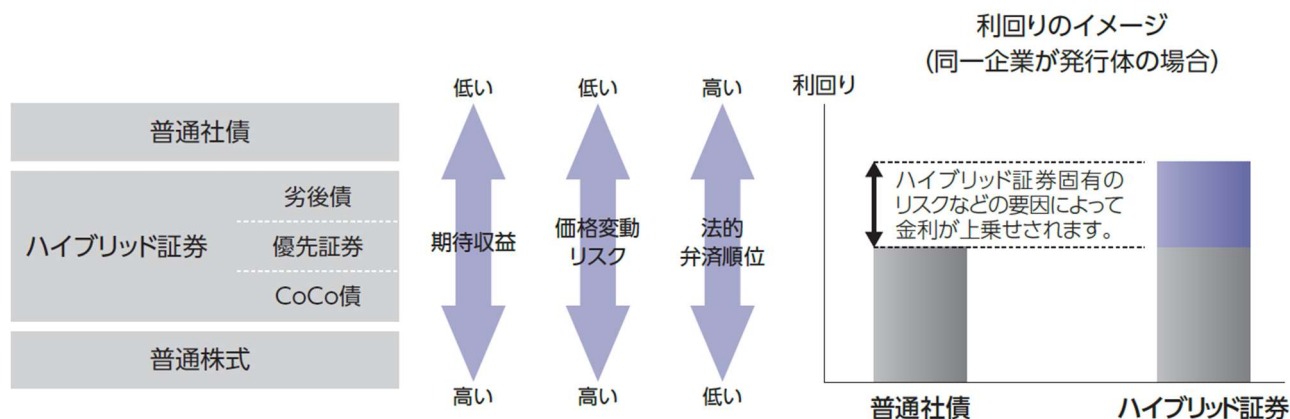 普通社債
ハイブリッド証券
劣後債
優先証券
CoCo債
普通株式
低い
期待収益
高い
低い
価格変動
リスク
高い
高い
法的
弁済順位
低い
利回りのイメージ
(同一企業が発行体の場合)
利回り
ハイブリッド証券固有の
リスクなどの要因によって
金利が上乗せされます。
普通社債
ハイブリッド証券